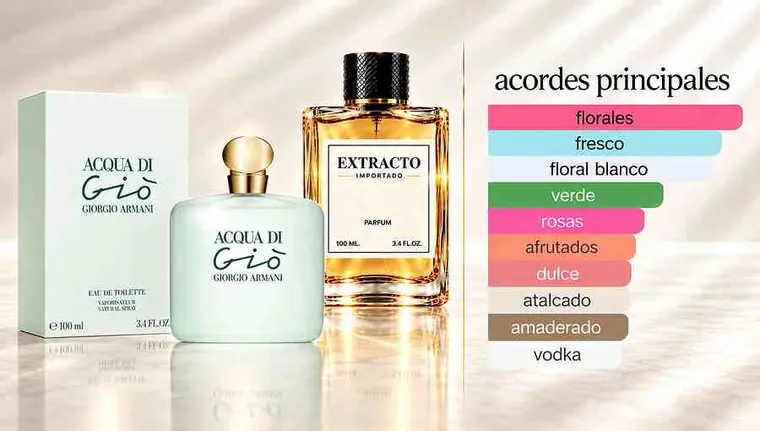 ACQUA DI
Giò
GIORGIO ARMANI
EAU DE TOILETTE
VAPORISATEUR
NATURAL SPRAY
e 100 ml
3.4 FL.OZ
ACQUA DI
Giò
GIORGIO ARMANI
EXTRACTO
IMPORTADO
PARFUM
100 ML.
3.4 FL.OZ.
acordes principales
florales
fresco
floral blanco
verde
rosas
afrutados
dulce
atalcado
amaderado
vodka